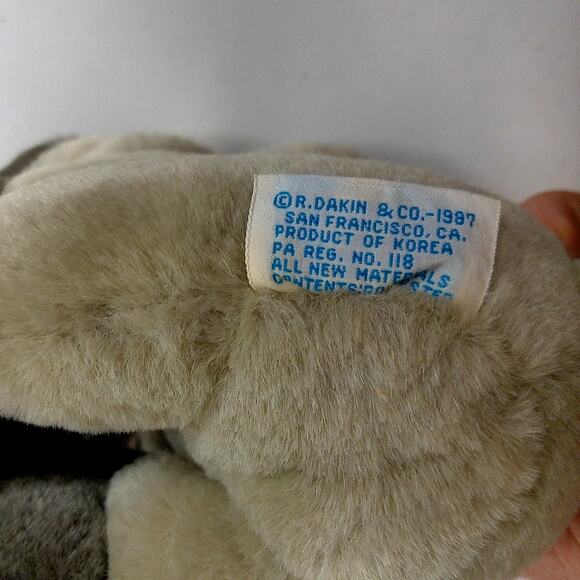 ©R. DAKIN & CO.-1987
SAN FRANCISCO, CA.
PRODUCT OF KOREA
PA REG. NO. 118
ALL NEW MATERIALS